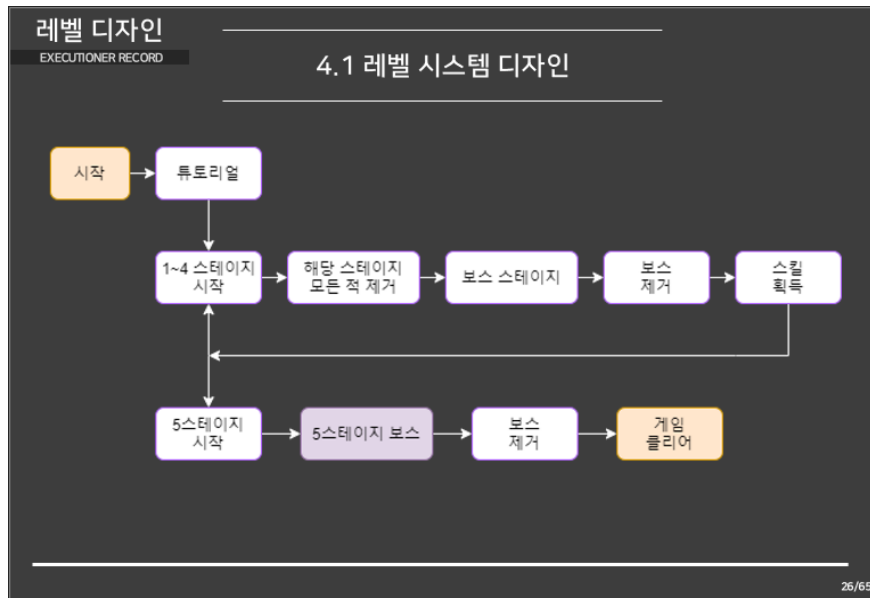 레벨 디자인
EXECUTIONER RECORD
4.1 레벨 시스템 디자인
시작
튜토리얼
1~4 스테이지
시작
해당 스테이지
모든 적 제거
보스 스테이지
보스
제거
스킬
획득
5스테이지
시작
5스테이지 보스
보스
제거
게임
클리어
26/65